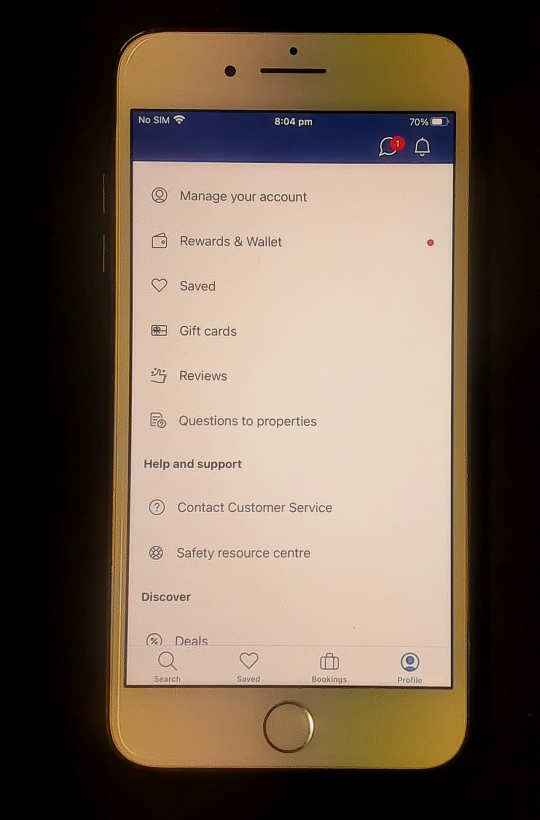 No SIM 8:04 pm 70%
1
Manage your account
Rewards & Wallet
Saved
Gift cards
Reviews
Questions to properties
Help and support
Contact Customer Service
Safety resource centre
Discover
Deals
Search Saved Bookings Profile